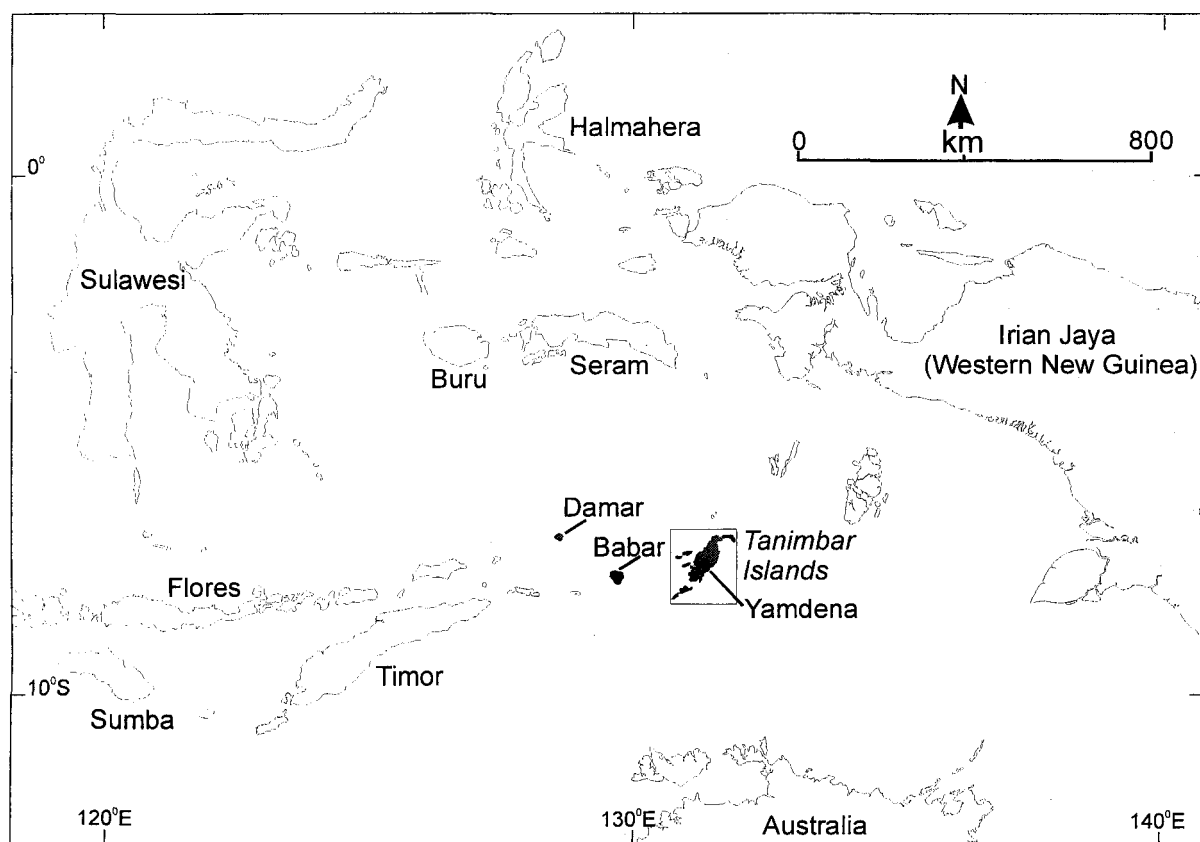 N
Halmahera
0 km 800
0°
Sulawesi
Irian Jaya
(Western New Guinea)
Buru
Seram
Damar
Babar
Tanimbar
Islands
Flores
Yamdena
Timor
10°S
Sumba
120°E
130°E
140°E
Australia